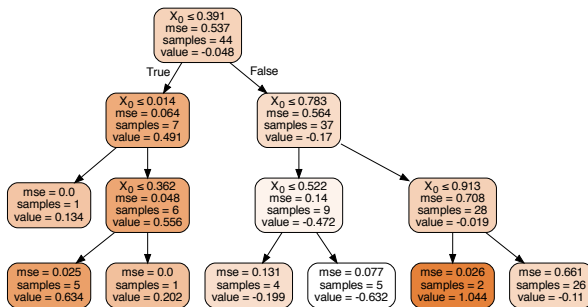 X₀ ≤ 0.391
mse = 0.537
samples = 44
value = -0.048
True
False
X₀ ≤ 0.014
mse = 0.064
samples = 7
value = 0.491
X₀ ≤ 0.783
mse = 0.564
samples = 37
value = -0.17
mse = 0.0
samples = 1
value = 0.134
X₀ ≤ 0.362
mse = 0.048
samples = 6
value = 0.556
X₀ ≤ 0.522
mse = 0.14
samples = 9
value = -0.472
X₀ ≤ 0.913
mse = 0.708
samples = 28
value = -0.019
mse = 0.025
samples = 5
value = 0.634
mse = 0.0
samples = 1
value = 0.202
mse = 0.131
samples = 4
value = -0.199
mse = 0.077
samples = 5
value = -0.632
mse = 0.026
samples = 2
value = 1.044
mse = 0.661
samples =
value =